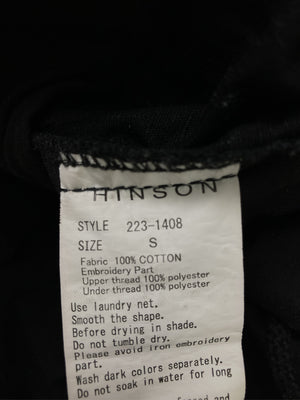 HINSON
STYLE 223-1408
SIZE S
Fabric 100% COTTON
Embroidery Part
Upper thread 100% polyester
Under thread 100% polyester
Use laundry net.
Smooth the shape.
Before drying in shade.
Do not tumble dry.
Please avoid iron embroidery
part.
Wash dark colors separately.
Do not soak in water for long